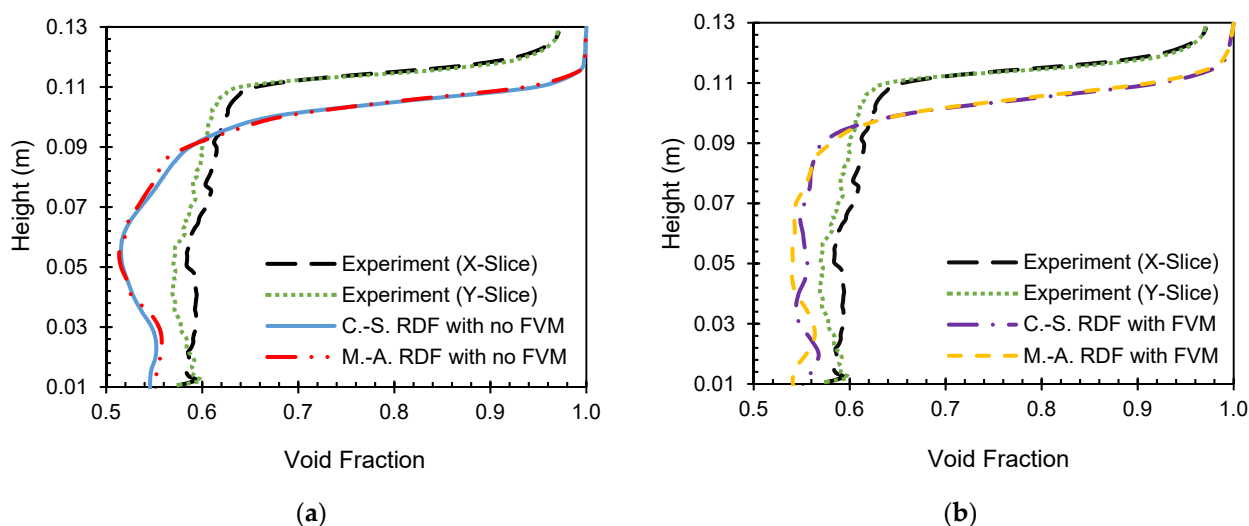 0.13
0.11
0.09
0.07
0.05
0.03
0.01
Height (m)
Experiment (X-Slice)
Experiment (Y-Slice)
C.-S. RDF with no FVM
M.-A. RDF with no FVM
0.5 0.6 0.7 0.8 0.9 1.0
Void Fraction
(a)
0.13
0.11
0.09
0.07
0.05
0.03
0.01
Height (m)
Experiment (X-Slice)
Experiment (Y-Slice)
C.-S. RDF with FVM
M.-A. RDF with FVM
0.5 0.6 0.7 0.8 0.9 1.0
Void Fraction
(b)